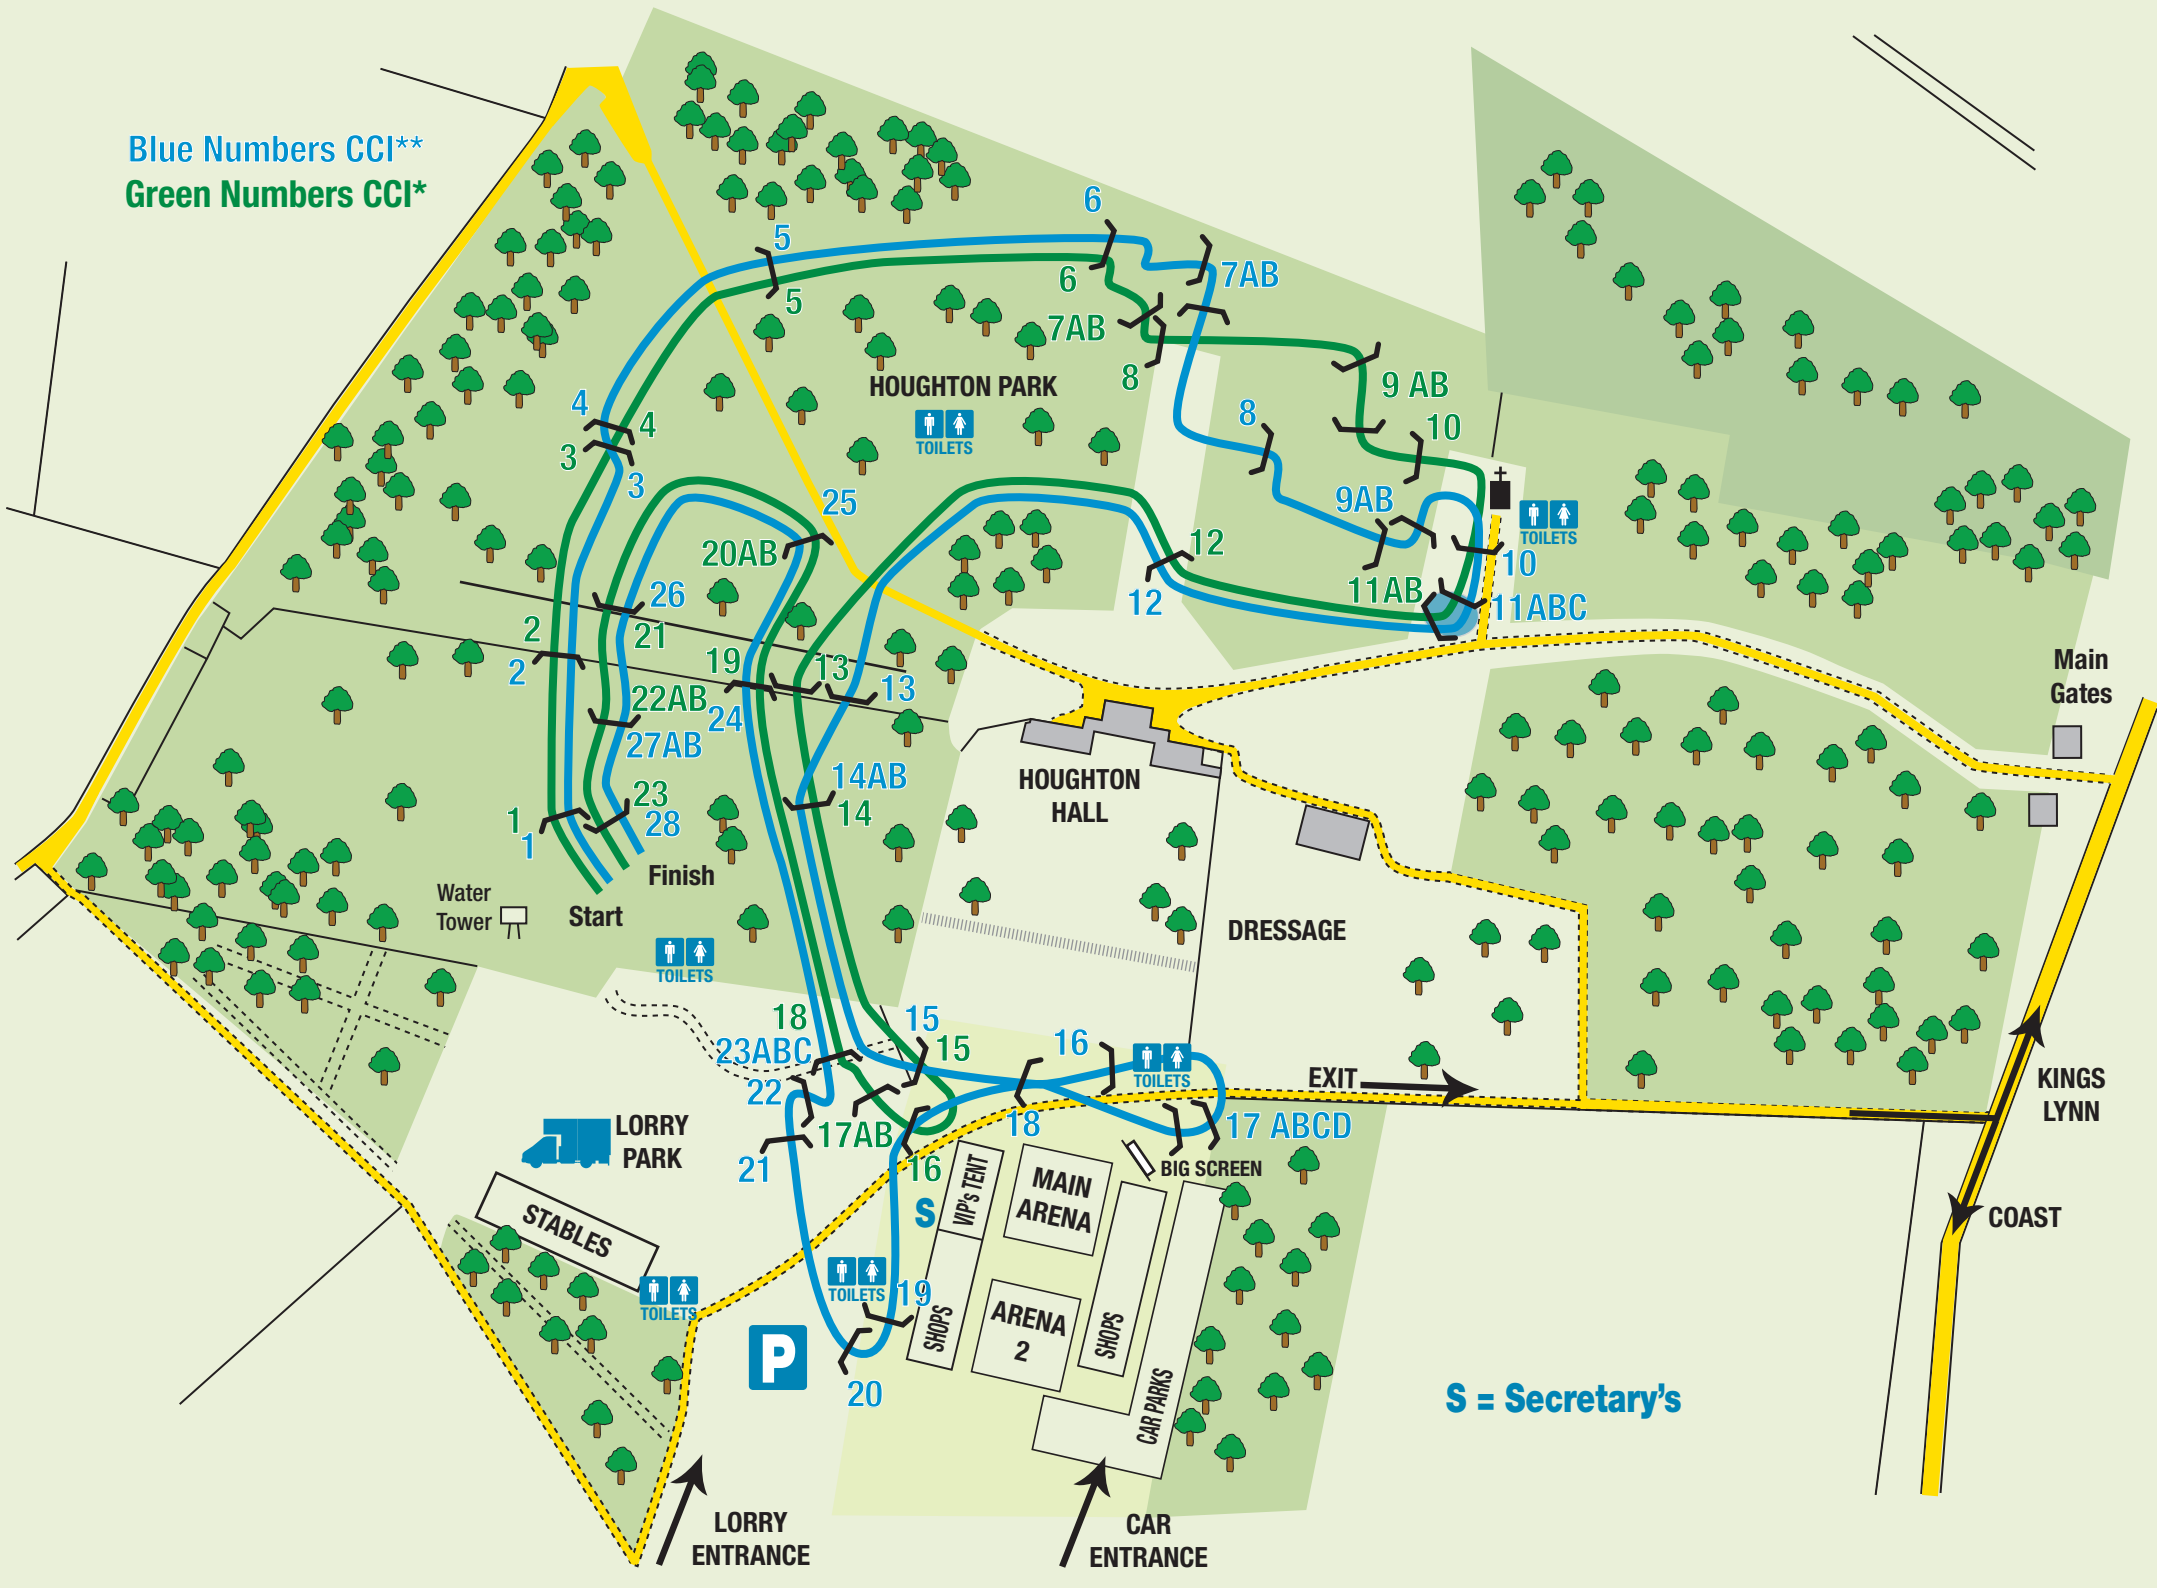 Blue Numbers CCI**
Green Numbers CCI*
6
5
7AB
6
5
7AB
8
9 AB
HOUGHTON PARK
4
4
8
10
TOILETS
3
3
25
9AB
TOILETS
20AB
12
10
26
11AB
12
11ABC
2
21
2
19
13
13
22AB
24
27AB
Main
Gates
14AB
HOUGHTON
HALL
23
14
1
28
1
Finish
Water
Tower
Start
DRESSAGE
TOILETS
18
15
16
23ABC
15
TOILETS
EXIT
KINGS
LYNN
22
LORRY
PARK
17AB
18
17 ABCD
21
16
BIG SCREEN
VIP's TENT
MAIN
ARENA
S
COAST
STABLES
TOILETS
TOILETS
19
SHOPS
ARENA
2
SHOPS
P
20
CAR PARKS
S = Secretary's
LORRY
ENTRANCE
CAR
ENTRANCE